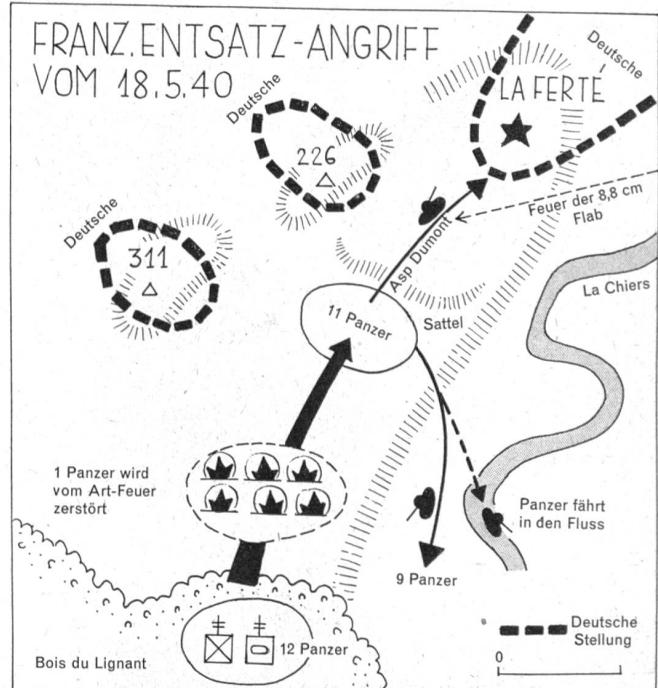 FRANZ. ENTSATZ-ANGRIFF
VOM 18.5.40
Deutsche
LA FERTÉ
Deutsche
226
Deutsche
311
Feuer der 8,8 cm
Flab
Asp Dumont
La Chiers
11 Panzer
Sattel
1 Panzer wird
vom Art-Feuer
zerstört
Panzer fährt
in den Fluss
9 Panzer
12 Panzer
Bois du Lignant
Deutsche
Stellung
0